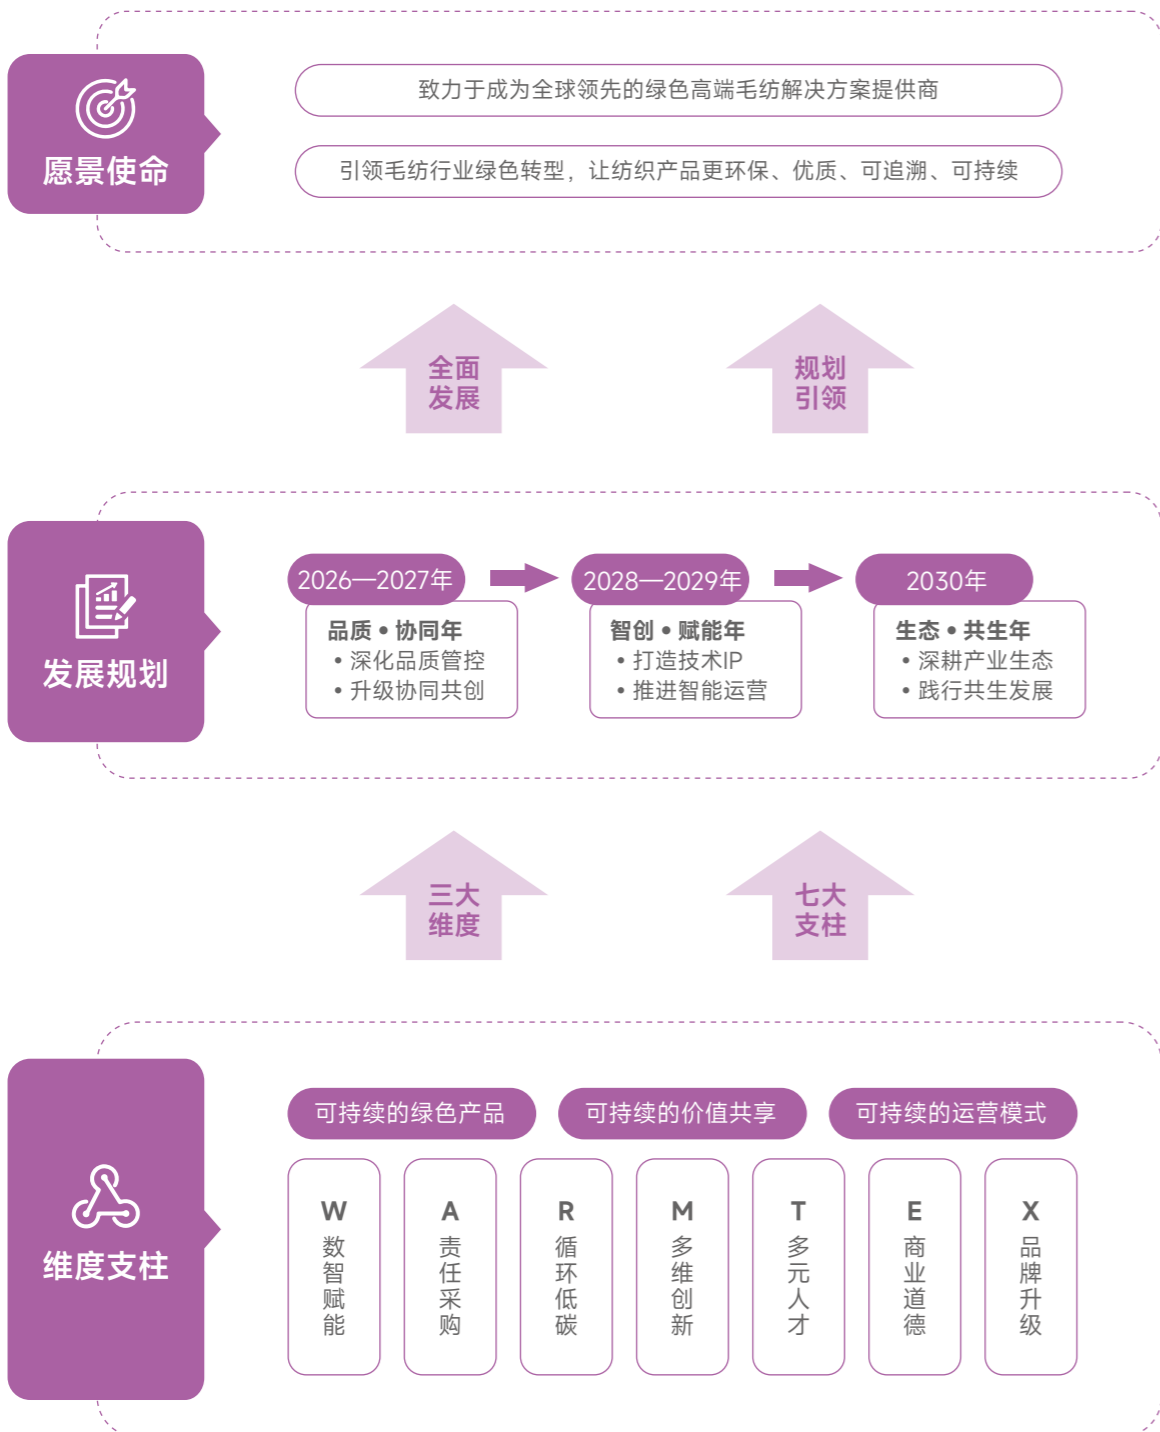 愿景使命
致力于成为全球领先的绿色高端毛纺解决方案提供商
引领毛纺行业绿色转型，让纺织产品更环保、优质、可追溯、可持续
全面
发展
规划
引领
发展规划
2026—2027年
品质•协同年
•深化品质管控
•升级协同共创
2028—2029年
智创•赋能年
•打造技术IP
•推进智能运营
2030年
生态•共生年
•深耕产业生态
•践行共生发展
三大
维度
七大
支柱
维度支柱
可持续的绿色产品
可持续的价值共享
可持续的运营模式
W
数智赋能
A
责任采购
R
循环低碳
M
多维创新
T
多元人才
E
商业道德
X
品牌升级